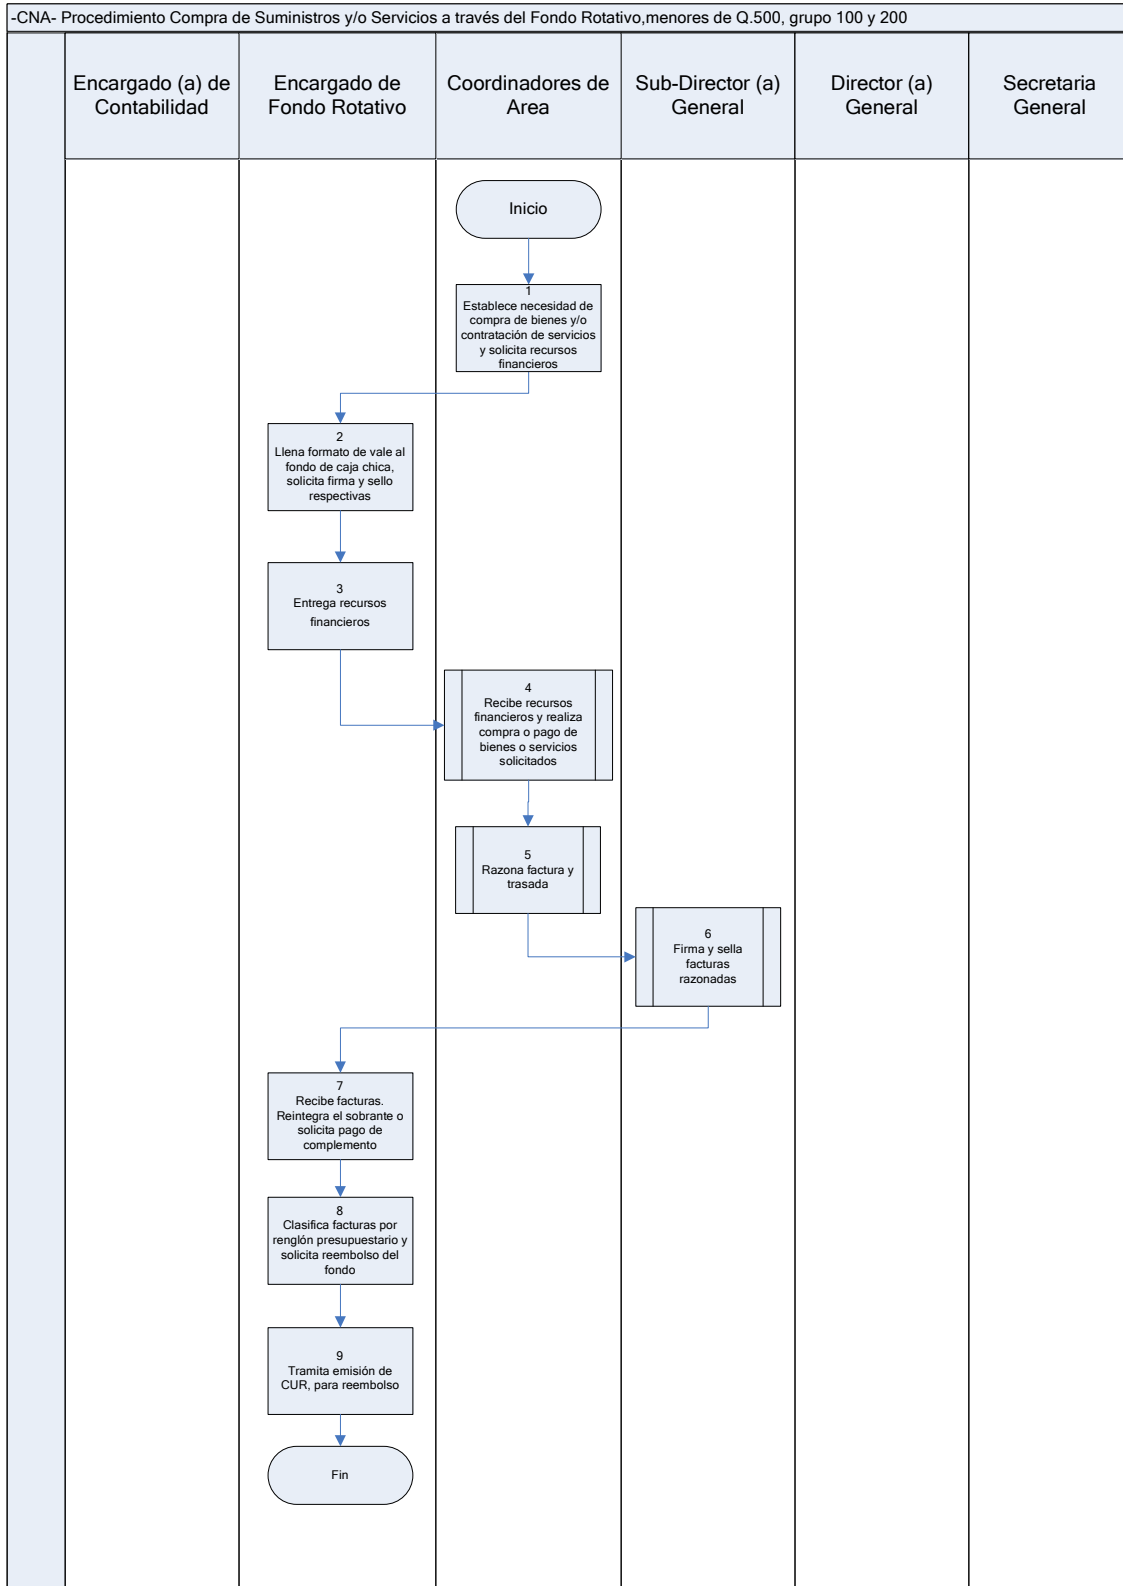 -CNA- Procedimiento Compra de Suministros y/o Servicios a través del Fondo Rotativo,menores de Q.500, grupo 100 y 200
Encargado (a) de
Contabilidad
Encargado de
Fondo Rotativo
Coordinadores de
Area
Sub-Director (a)
General
Director (a)
General
Secretaria
General
Inicio
1
Establece necesidad de
compra de bienes y/o
contratación de servicios
y solicita recursos
financieros
2
Llena formato de vale al
fondo de caja chica,
solicita firma y sello
respectivas
3
Entrega recursos
financieros
4
Recibe recursos
financieros y realiza
compra o pago de
bienes o servicios
solicitados
5
Razona factura y
trasada
6
Firma y sella
facturas
razonadas
7
Recibe facturas.
Reintegra el sobrante o
solicita pago de
complemento
8
Clasifica facturas por
renglón presupuestario y
solicita reembolso del
fondo
9
Tramita emisión de
CUR, para reembolso
Fin